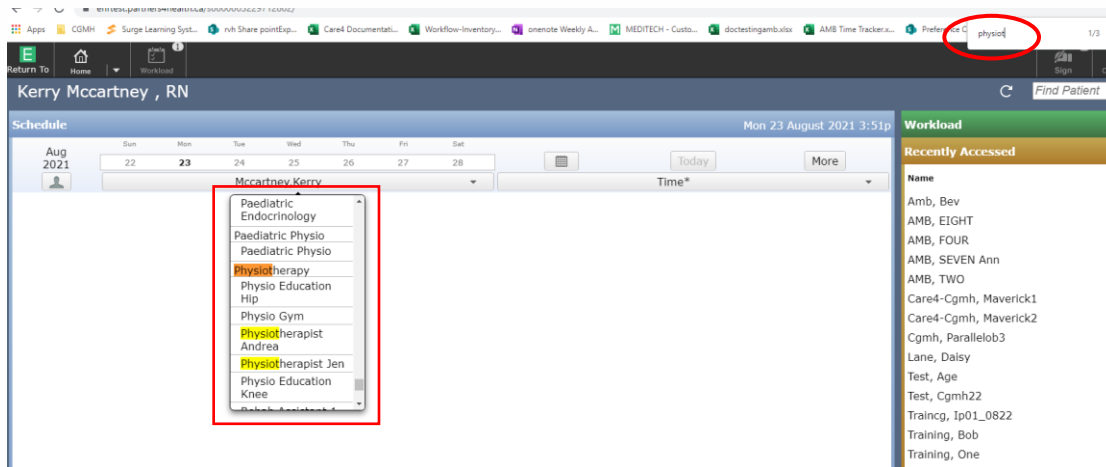 Apps CGMH Surge Learning Syst... rvh Share pointExp... Care4 Documentati... Workflow-Inventory... onenote Weekly A... MEDITECH - Custo... doctestingamb.xlsx AMB Time Tracker.x... Preference C
physiot 1/3
E
Return To Home Workload Sign
Kerry Mccartney , RN Find Patient
Schedule Mon 23 August 2021 3:51p Workload
Recently Accessed
Aug
2021
Sun Mon Tue Wed Thu Fri Sat
22 23 24 25 26 27 28
Today More
Mccartney,Kerry Time*
Paediatric
Endocrinology
Paediatric Physio
Paediatric Physio
Physiotherapy
Physio Education
Hip
Physio Gym
Physiotherapist
Andrea
Physiotherapist Jen
Physio Education
Knee
Rehab Assistant 1
Name
Amb, Bev
AMB, EIGHT
AMB, FOUR
AMB, SEVEN Ann
AMB, TWO
Care4-Cgmh, Maverick1
Care4-Cgmh, Maverick2
Cgmh, Parallelob3
Lane, Daisy
Test, Age
Test, Cgmh22
Traincg, Ip01_0822
Training, Bob
Training, One